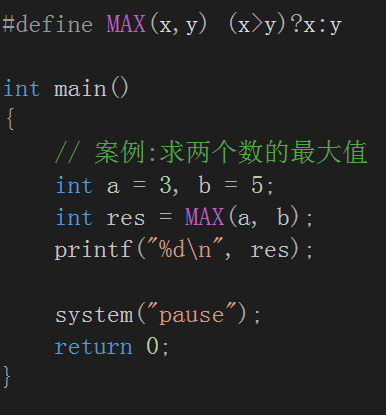 #define MAX(x,y) (x>y)?x:y
int main()
{
// 案例:求两个数的最大值
int a = 3, b = 5;
int res = MAX(a, b);
printf("%d\n", res);
system("pause");
return 0;
}